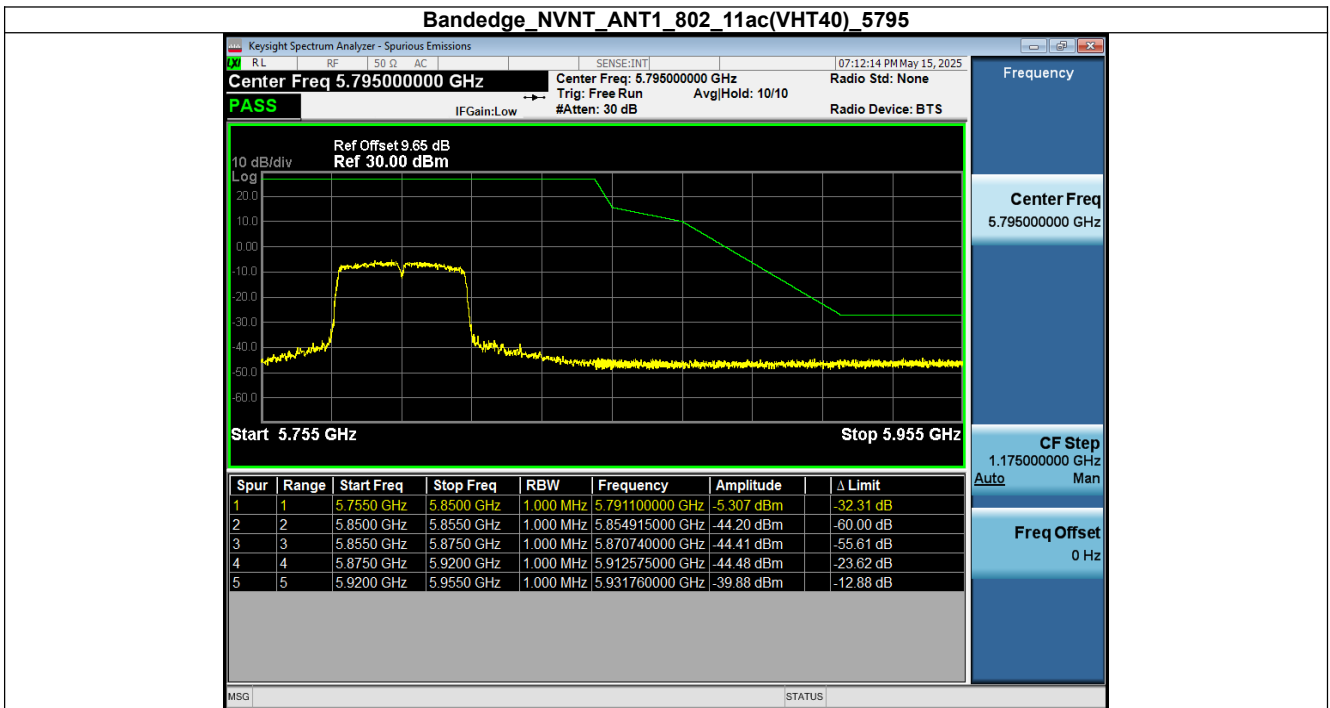 Bandedge_NVNT_ANT1_802_11ac(VHT40)_5795
Keysight Spectrum Analyzer - Spurious Emissions
LXI RL RF 50 Ω AC SENSE:INT 07:12:14 PM May 15, 2025
Center Freq 5.795000000 GHz
Center Freq: 5.795000000 GHz
Radio Std: None
Trig: Free Run Avg|Hold: 10/10
PASS
IFGain:Low
#Atten: 30 dB
Radio Device: BTS
Ref Offset 9.65 dB
10 dB/div Ref 30.00 dBm
Log
20.0
10.0
0.00
-10.0
-20.0
-30.0
-40.0
-50.0
-60.0
Start 5.755 GHz Stop 5.955 GHz
Spur Range Start Freq Stop Freq RBW Frequency Amplitude Δ Limit
1 1 5.7550 GHz 5.8500 GHz 1.000 MHz 5.791100000 GHz -5.307 dBm -32.31 dB
2 2 5.8500 GHz 5.8550 GHz 1.000 MHz 5.854915000 GHz -44.20 dBm -60.00 dB
3 3 5.8550 GHz 5.8750 GHz 1.000 MHz 5.870740000 GHz -44.41 dBm -55.61 dB
4 4 5.8750 GHz 5.9200 GHz 1.000 MHz 5.912575000 GHz -44.48 dBm -23.62 dB
5 5 5.9200 GHz 5.9550 GHz 1.000 MHz 5.931760000 GHz -39.88 dBm -12.88 dB
MSG STATUS
Frequency
Center Freq
5.795000000 GHz
CF Step
1.175000000 GHz
Auto Man
Freq Offset
0 Hz